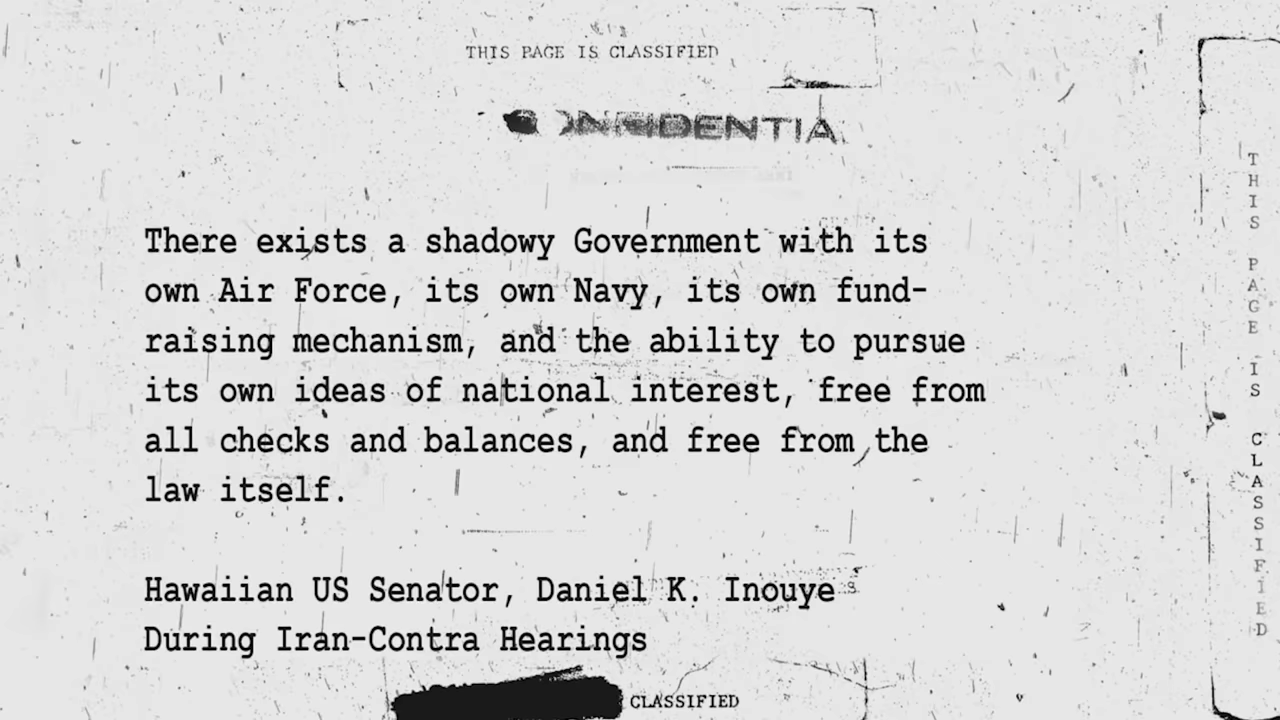 THIS PAGE IS CLASSIFIED
There exists a shadowy Government with its
own Air Force, its own Navy, its own fund-
raising mechanism, and the ability to pursue
its own ideas of national interest, free from
all checks and balances, and free from the
law itself.
Hawaiian US Senator, Daniel K. Inouye
During Iran-Contra Hearings
CLASSIFIED
THIS PAGE IS CLASSIFIED